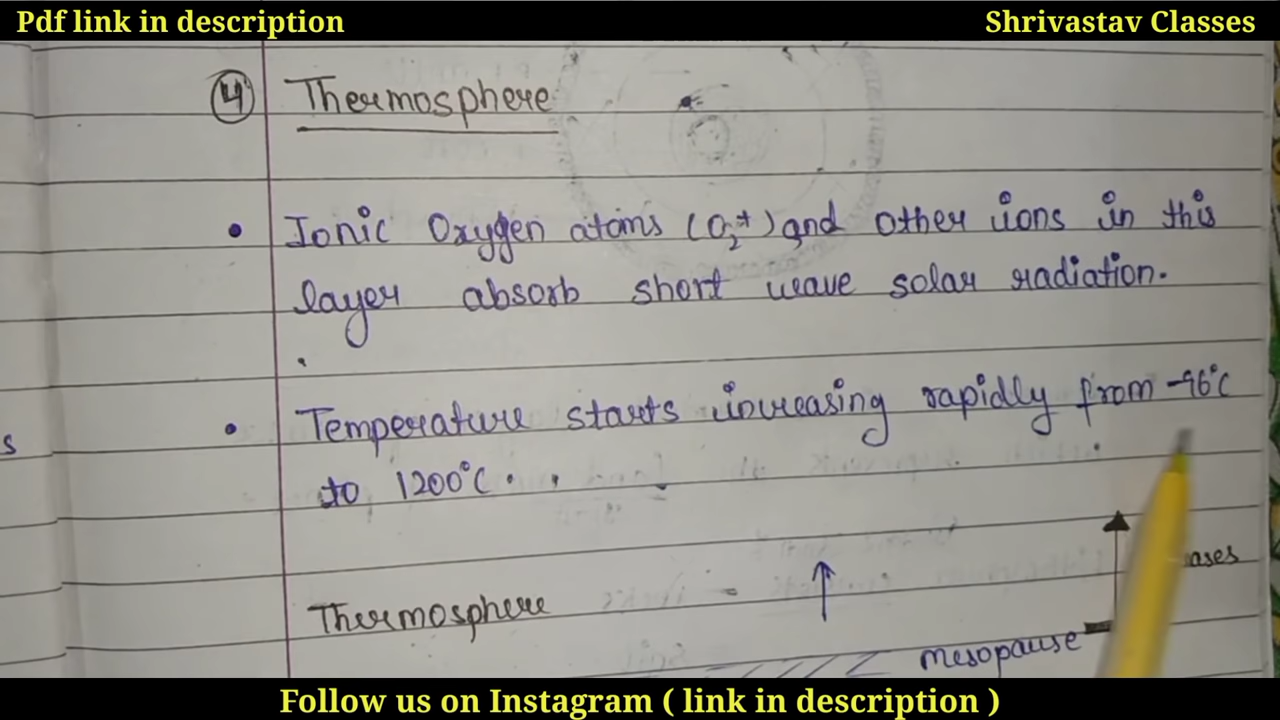 Pdf link in description
Shrivastav Classes
4 Thermosphere
• Ionic Oxygen atoms (O₂⁺) and other ions in this
layer absorb short wave solar radiation.
• Temperature starts increasing rapidly from -96°C
to 1200°C.
s
Thermosphere - ↑
ases
mesopause
Follow us on Instagram ( link in description )